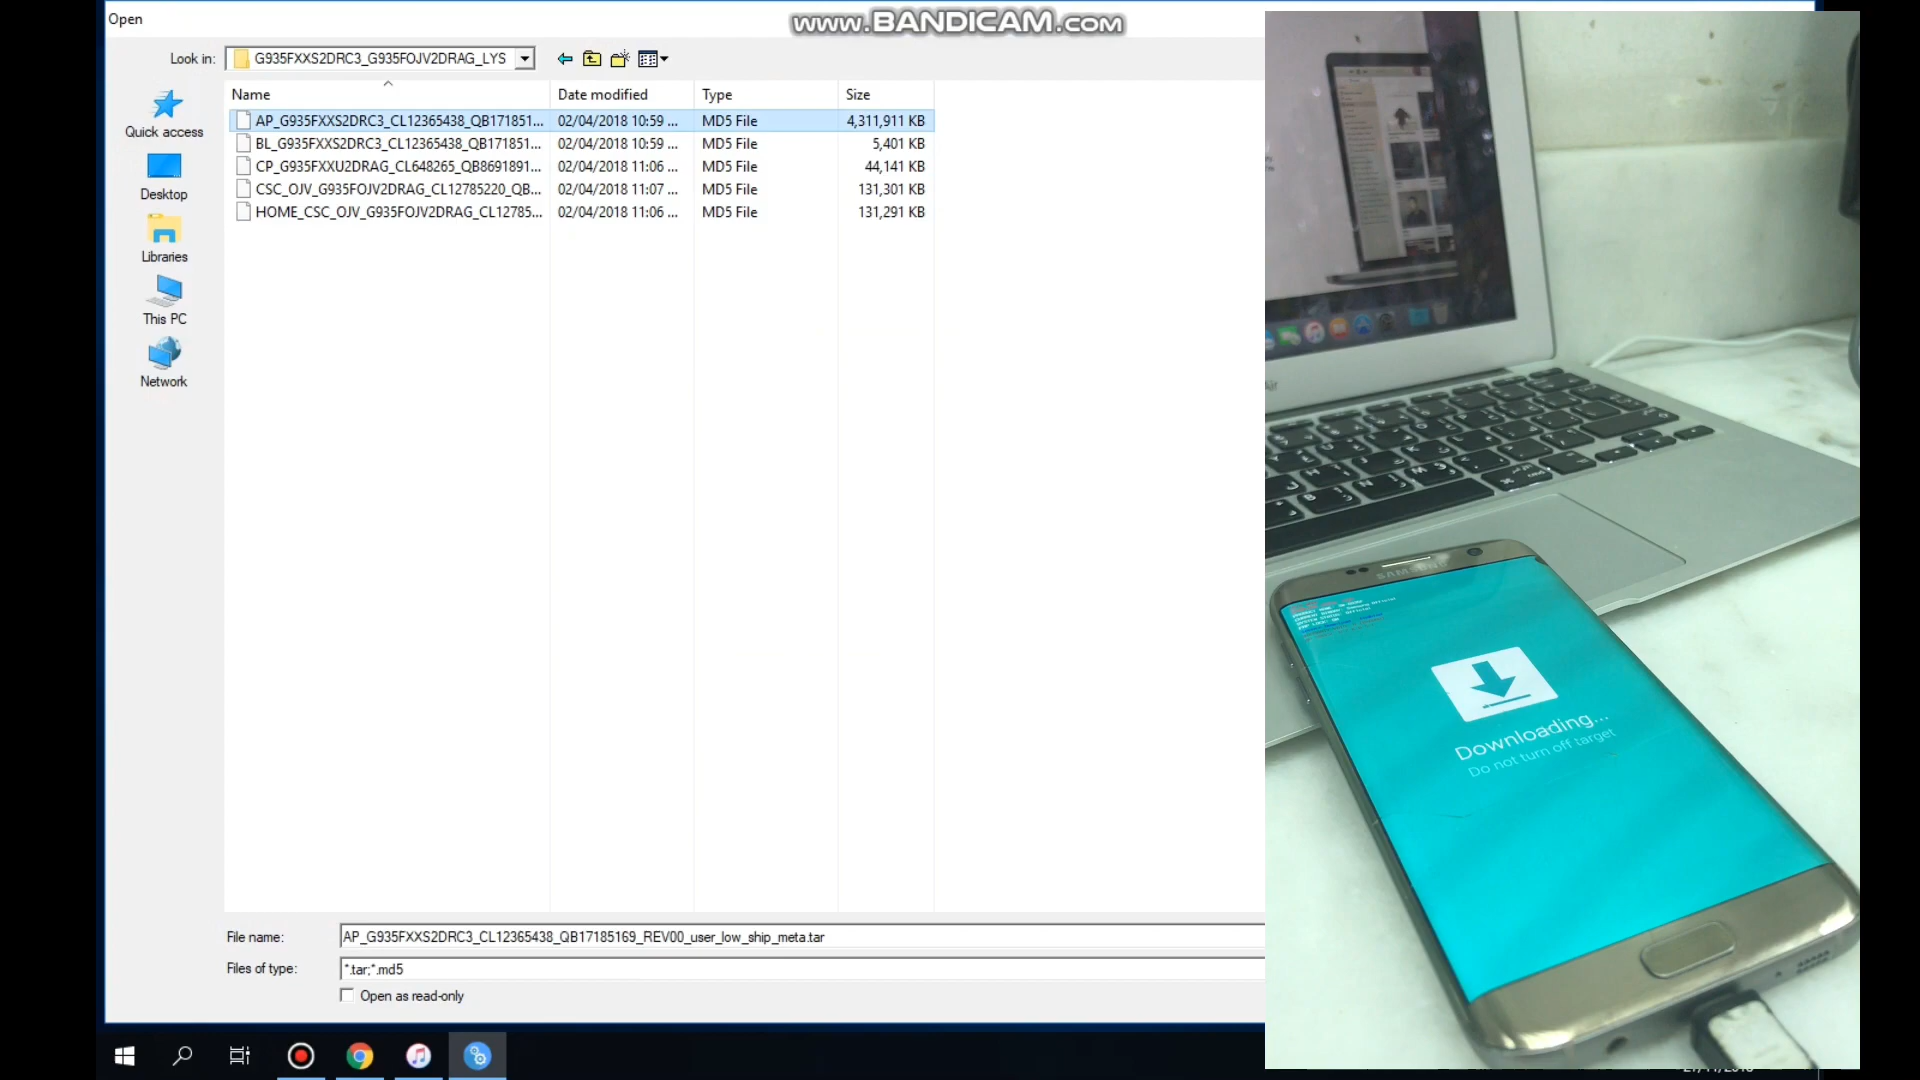 Open
www.BANDICAM.com
Look in: G935FXXS2DRC3_G935FOJV2DRAG_LYS
Name Date modified Type Size
AP_G935FXXS2DRC3_CL12365438_QB171851... 02/04/2018 10:59 ... MD5 File 4,311,911 KB
BL_G935FXXS2DRC3_CL12365438_QB171851... 02/04/2018 10:59 ... MD5 File 5,401 KB
CP_G935FXXU2DRAG_CL648265_QB8691891... 02/04/2018 11:06 ... MD5 File 44,141 KB
CSC_OJV_G935FOJV2DRAG_CL12785220_QB... 02/04/2018 11:07 ... MD5 File 131,301 KB
HOME_CSC_OJV_G935FOJV2DRAG_CL12785... 02/04/2018 11:06 ... MD5 File 131,291 KB
Quick access
Desktop
Libraries
This PC
Network
File name: AP_G935FXXS2DRC3_CL12365438_QB17185169_REV00_user_low_ship_meta.tar
Files of type: *.tar;*.md5
Open as read-only
SAMSUNG
Downloading...
Do not turn off target